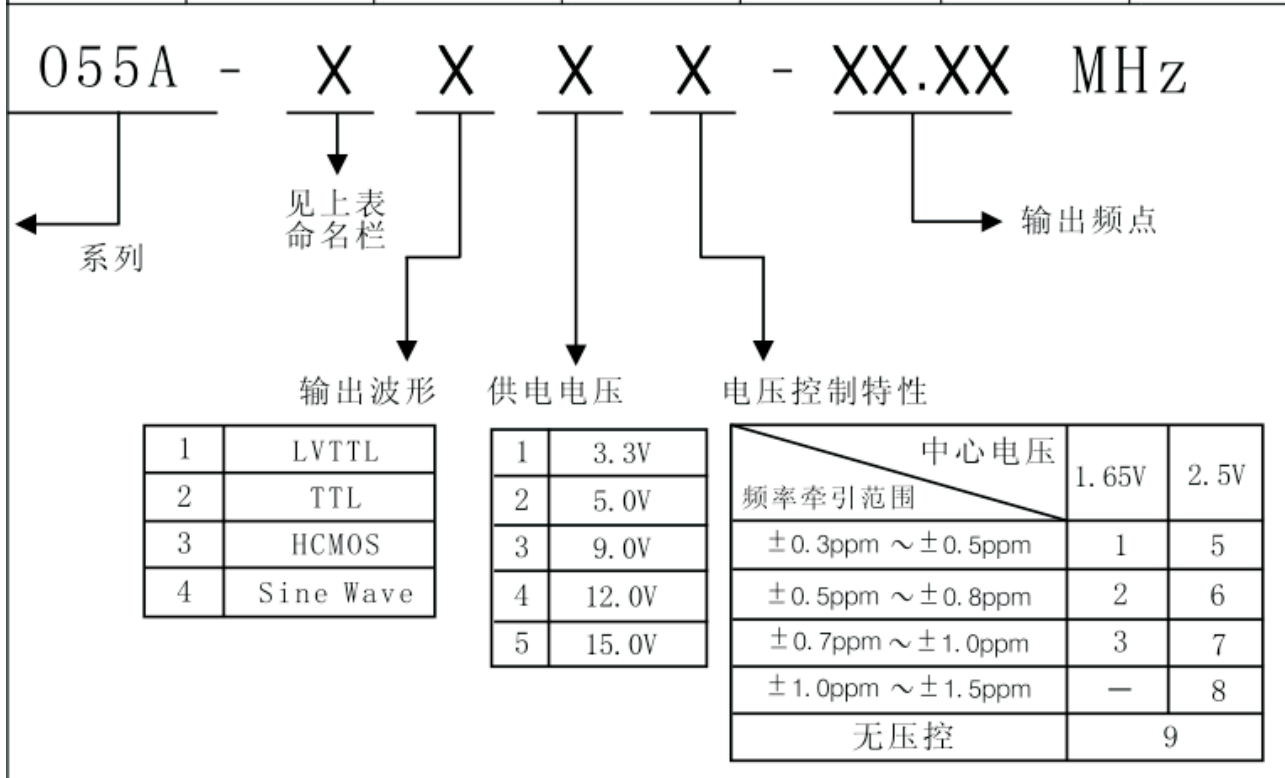 O55A - X X X X - XX.XX MHz
见上表
命名栏
系列
输出频点
输出波形
供电电压
电压控制特性
1 LVTTL
2 TTL
3 HCMOS
4 Sine Wave
1 3.3V
2 5.0V
3 9.0V
4 12.0V
5 15.0V
中心电压 1.65V 2.5V
频率牵引范围
±0.3ppm ~±0.5ppm 1 5
±0.5ppm ~±0.8ppm 2 6
±0.7ppm ~±1.0ppm 3 7
±1.0ppm ~±1.5ppm — 8
无压控 9